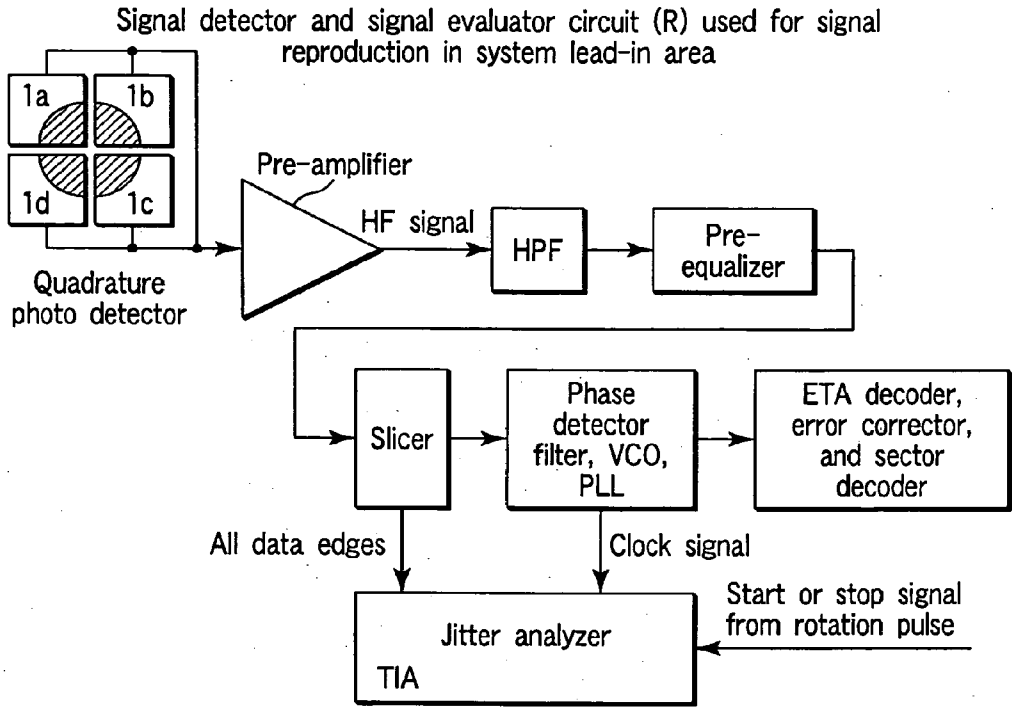 Signal detector and signal evaluator circuit (R) used for signal
reproduction in system lead-in area
1a
1b
1d
1c
Quadrature
photo detector
Pre-amplifier
HF signal
HPF
Pre-
equalizer
Slicer
Phase
detector
filter, VCO,
PLL
ETA decoder,
error corrector,
and sector
decoder
All data edges
Clock signal
Jitter analyzer
TIA
Start or stop signal
from rotation pulse